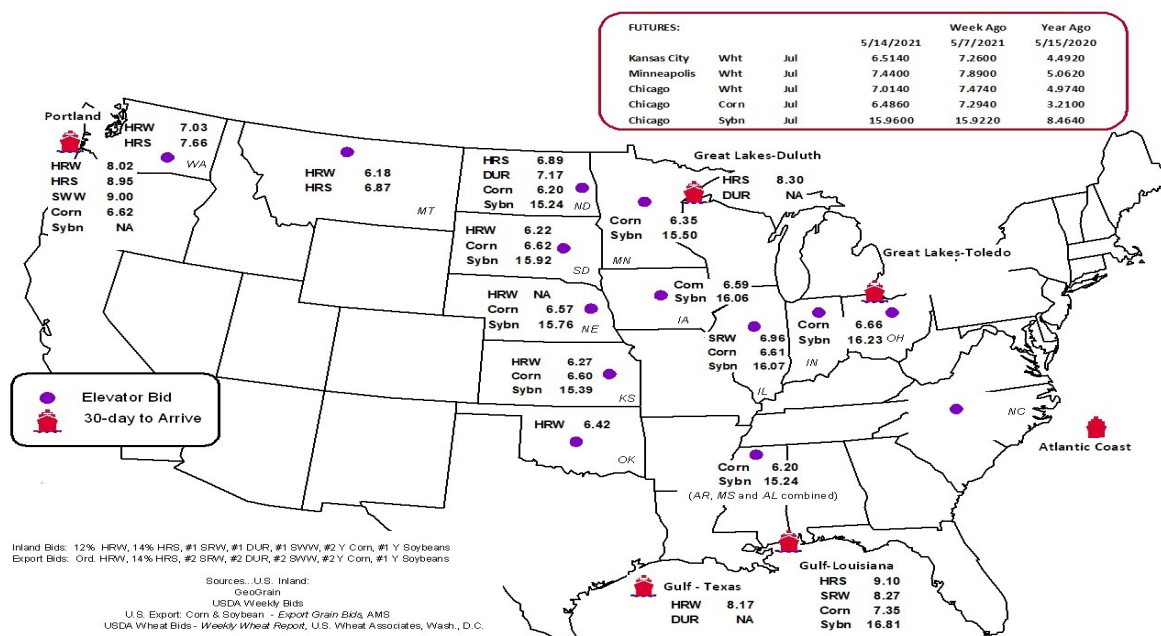 FUTURES:
Week Ago Year Ago
5/14/2021 5/7/2021 5/15/2020
Kansas City Wht Jul 6.5140 7.2600 4.4920
Minneapolis Wht Jul 7.4400 7.8900 5.0620
Chicago Wht Jul 7.0140 7.4740 4.9740
Chicago Corn Jul 6.4860 7.2940 3.2100
Chicago Sybn Jul 15.9600 15.9220 8.4640
Portland
HRW 8.02
HRS 8.95
SWW 9.00
Corn 6.62
Sybn NA
HRW 7.03
HRS 7.66
WA
HRW 6.18
HRS 6.87
MT
HRS 6.89
DUR 7.17
Corn 6.20
Sybn 15.24
ND
HRW 6.22
Corn 6.62
Sybn 15.92
SD
HRW NA
Corn 6.57
Sybn 15.76
NE
HRW 6.27
Corn 6.60
Sybn 15.39
KS
HRW 6.42
OK
Corn 6.35
Sybn 15.50
MN
Great Lakes-Duluth
HRS 8.30
DUR NA
Corn 6.59
Sybn 16.06
IA
SRW 6.96
Corn 6.61
Sybn 16.07
IL
Great Lakes-Toledo
Corn 6.66
Sybn 16.23
IN
OH
NC
Atlantic Coast
Corn 6.20
Sybn 15.24
(AR, MS and AL combined)
Elevator Bid
30-day to Arrive
Gulf - Texas
HRW 8.17
DUR NA
Gulf-Louisiana
HRS 9.10
SRW 8.27
Corn 7.35
Sybn 16.81
Inland Bids: 12% HRW, 14% HRS, #1 SRW, #1 DUR, #1 SWW, #2 Y Corn, #1 Y Soybeans
Export Bids: Ord. HRW, 14% HRS, #2 SRW, #2 DUR, #2 SWW, #2 Y Corn, #1 Y Soybeans
Sources...U.S. Inland:
GeoGrain
USDA Weekly Bids
U.S. Export: Corn & Soybean - Export Grain Bids, AMS
USDA Wheat Bids - Weekly Wheat Report, U.S. Wheat Associates, Wash., D.C.